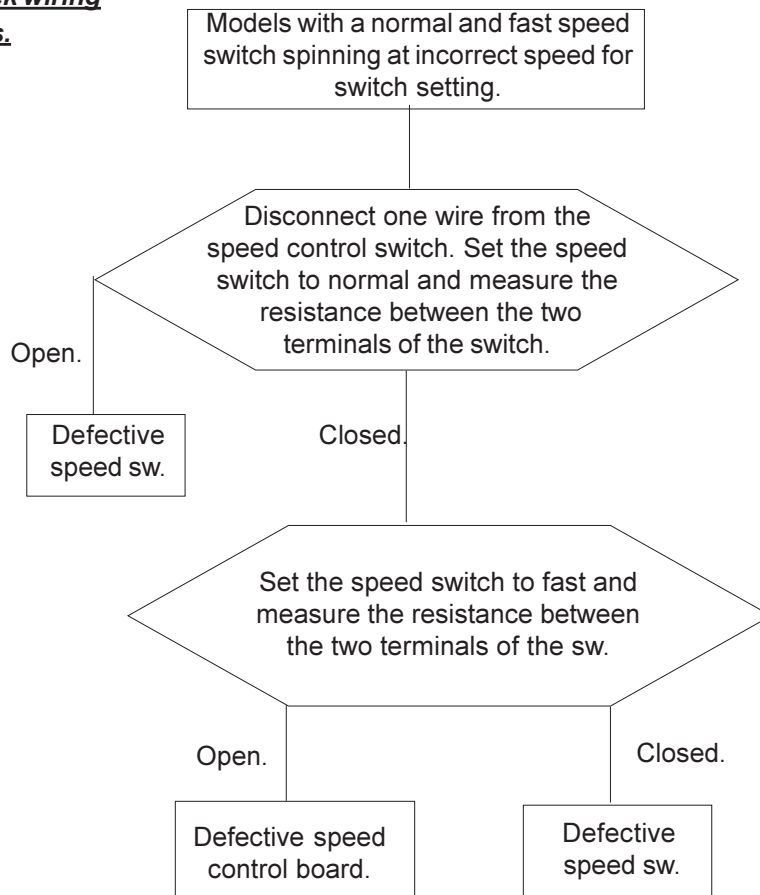 wiring
Models with a normal and fast speed
switch spinning at incorrect speed for
switch setting.
Disconnect one wire from the
speed control switch. Set the speed
switch to normal and measure the
resistance between the two
terminals of the switch.
Open.
Defective
speed sw.
Closed.
Set the speed switch to fast and
measure the resistance between
the two terminals of the sw.
Open.
Closed.
Defective speed
control board.
Defective
speed sw.